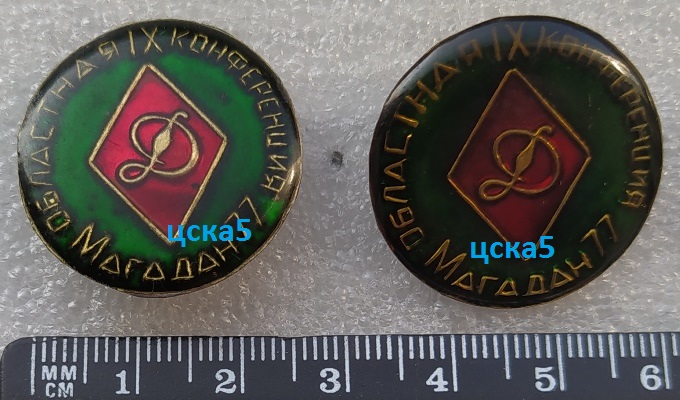 ОБЛАСТНАЯ IX КОНФЕРЕНЦИЯ
Д
МАГАДАН 77
цска5
ОБЛАСТНАЯ IX КОНФЕРЕНЦИЯ
Д
МАГАДАН 77
цска5
ММ
СМ
1 2 3 4 5 6